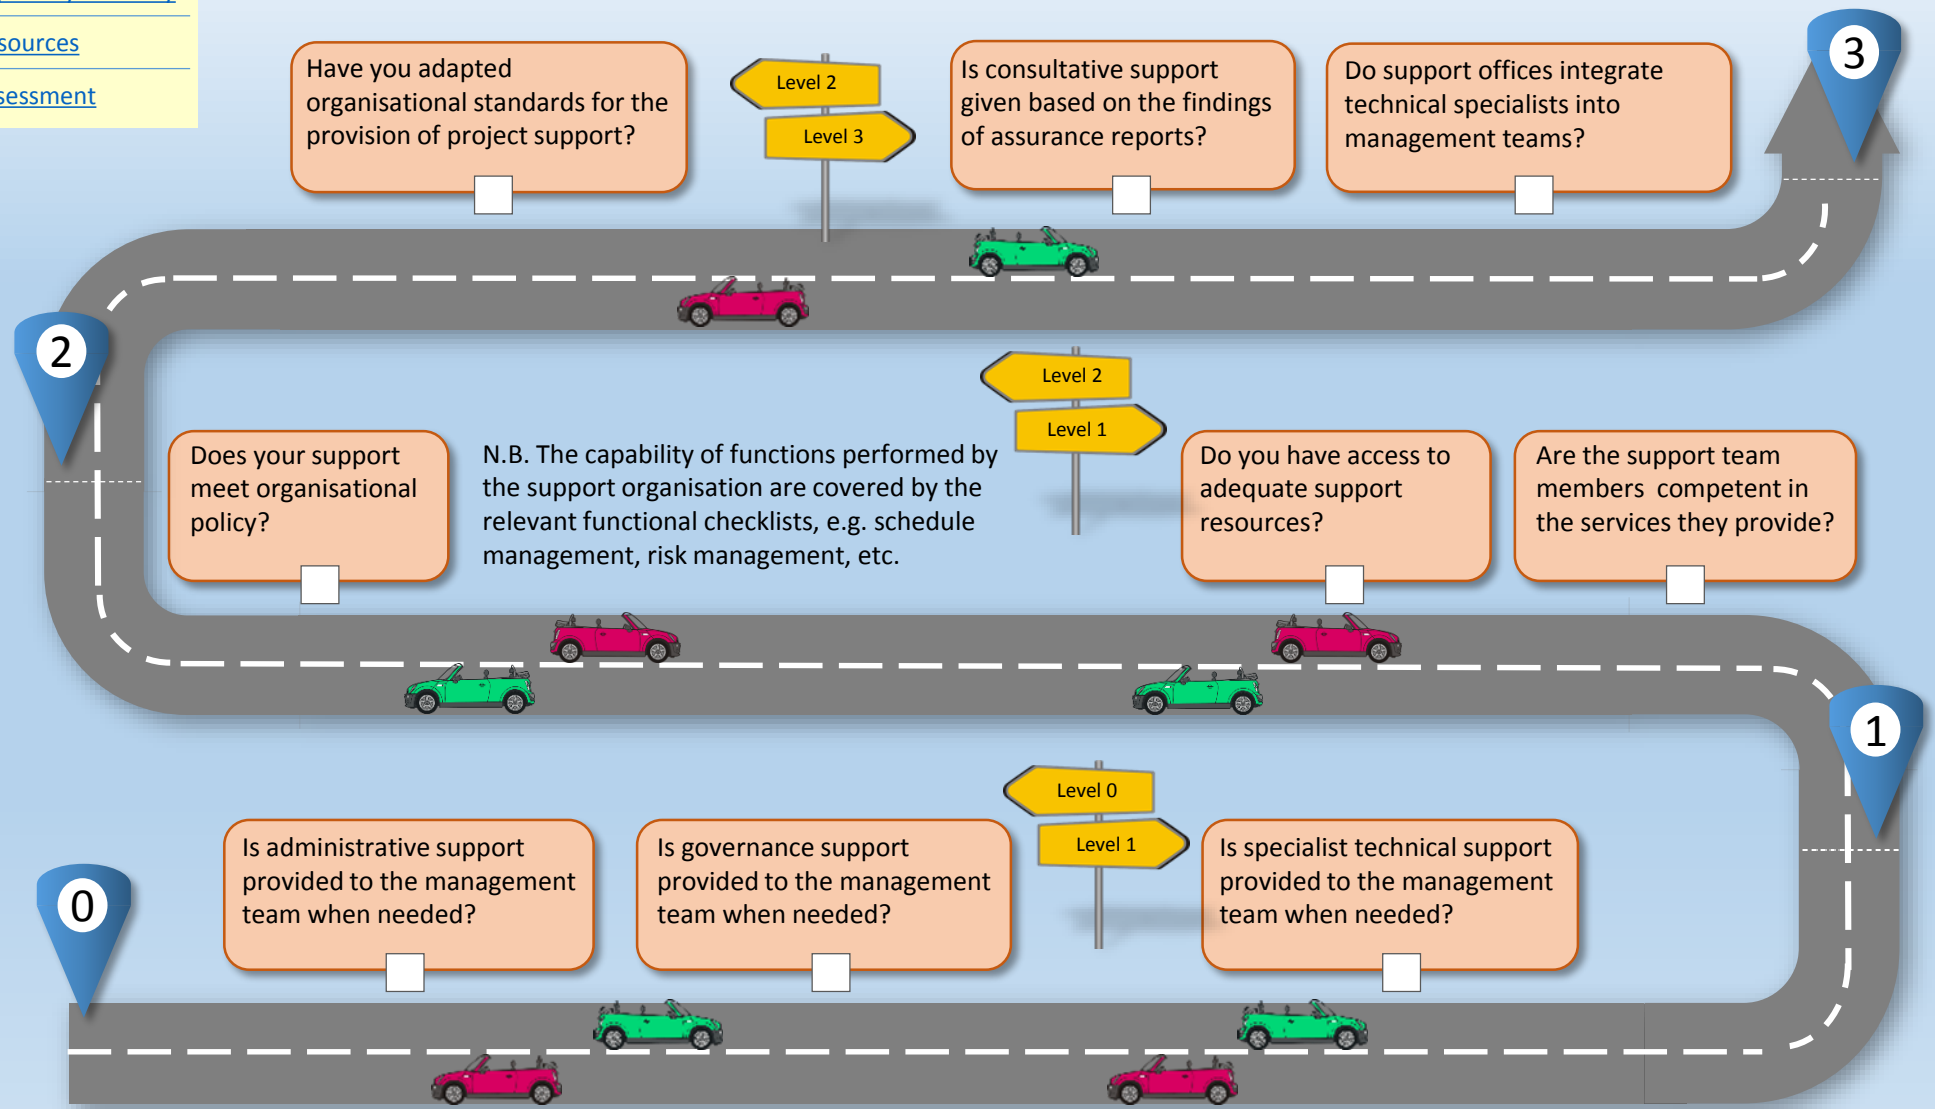 Have you adapted
organisational standards for the
provision of project support?
Level 2
Level 3
Is consultative support
given based on the findings
of assurance reports?
Do support offices integrate
technical specialists into
management teams?
3
2
Does your support
meet organisational
policy?
N.B. The capability of functions performed by
the support organisation are covered by the
relevant functional checklists, e.g. schedule
management, risk management, etc.
Level 2
Level 1
Do you have access to
adequate support
resources?
Are the support team
members competent in
the services they provide?
1
0
Is administrative support
provided to the management
team when needed?
Is governance support
provided to the management
team when needed?
Level 0
Level 1
Is specialist technical support
provided to the management
team when needed?